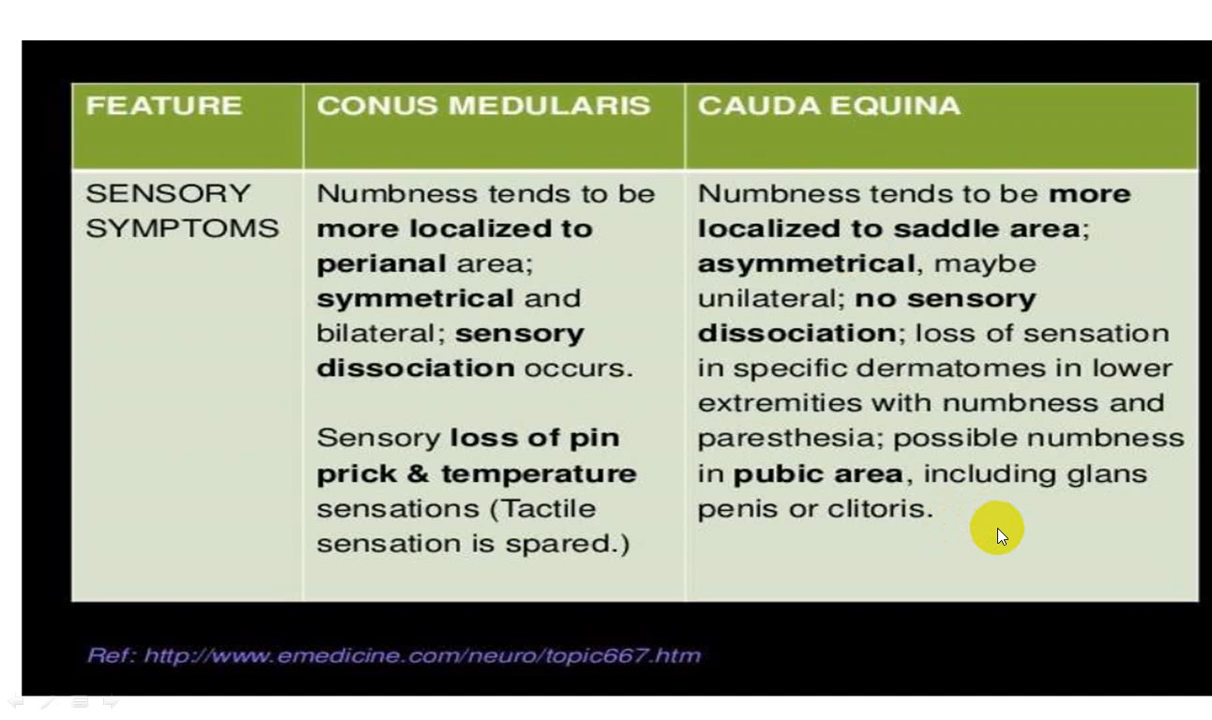 FEATURE
CONUS MEDULARIS
CAUDA EQUINA
SENSORY
SYMPTOMS
Numbness tends to be
more localized to
perianal area;
symmetrical and
bilateral; sensory
dissociation occurs.
Sensory loss of pin
prick & temperature
sensations (Tactile
sensation is spared.)
Numbness tends to be more
localized to saddle area;
asymmetrical, maybe
unilateral; no sensory
dissociation; loss of sensation
in specific dermatomes in lower
extremities with numbness and
paresthesia; possible numbness
in pubic area, including glans
penis or clitoris.
Ref: http://www.emedicine.com/neuro/topic667.htm